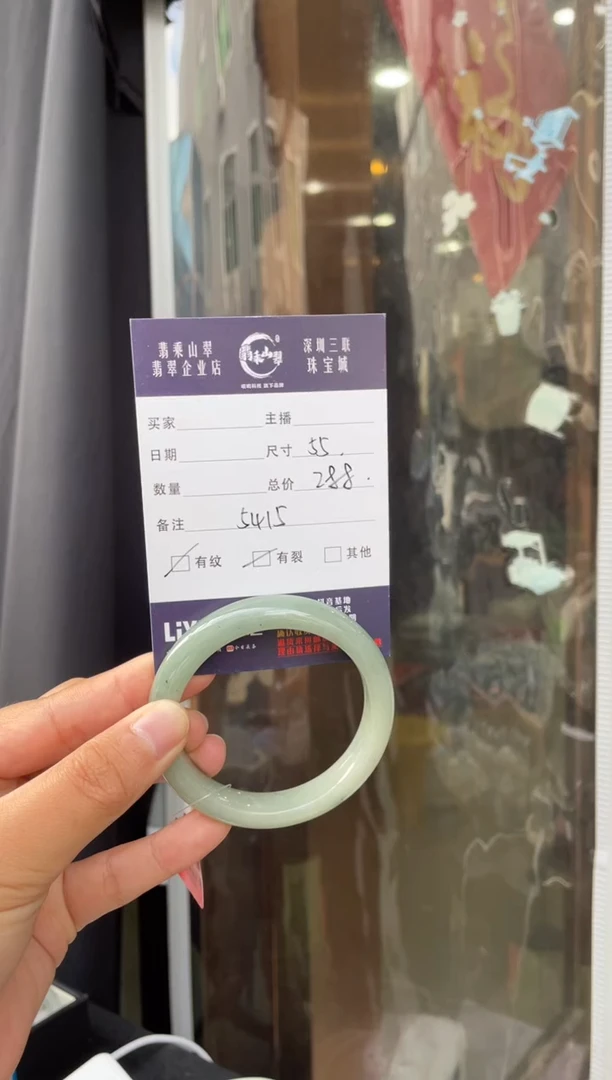 翡乘山翠
翡翠企业店
深圳三联
珠宝城
买家
主播
日期
尺寸 55.
数量
总价 288.
备注 5415
有纹
有裂
其他